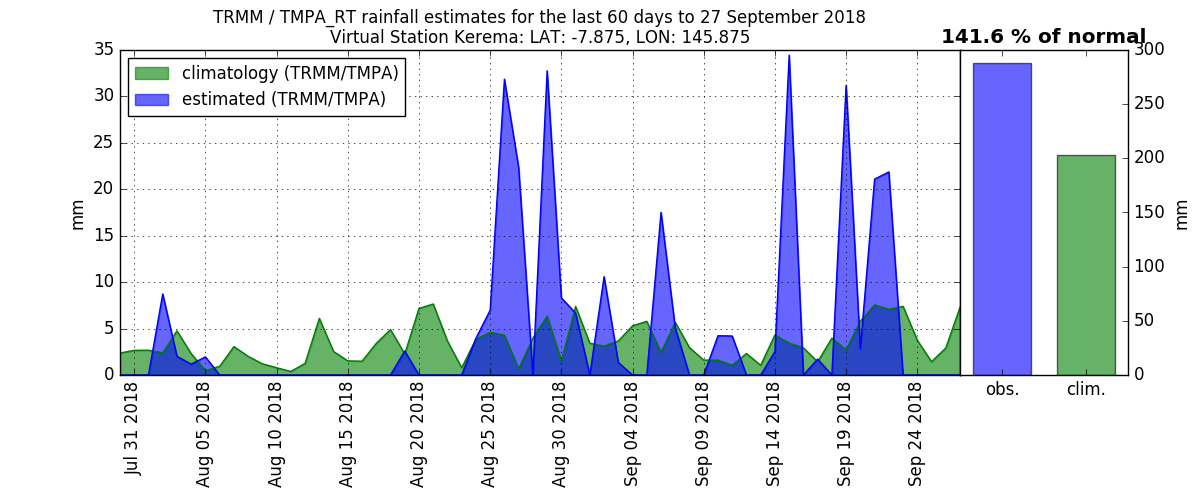 TRMM / TMPA_RT rainfall estimates for the last 60 days to 27 September 2018
Virtual Station Kerema: LAT: -7.875, LON: 145.875
141.6 % of normal
climatology (TRMM/TMPA)
estimated (TRMM/TMPA)
35
30
25
20
15
10
5
0
mm
Jul 31 2018
Aug 05 2018
Aug 10 2018
Aug 15 2018
Aug 20 2018
Aug 25 2018
Aug 30 2018
Sep 04 2018
Sep 09 2018
Sep 14 2018
Sep 19 2018
Sep 24 2018
300
250
200
150
100
50
0
mm
obs.
clim.